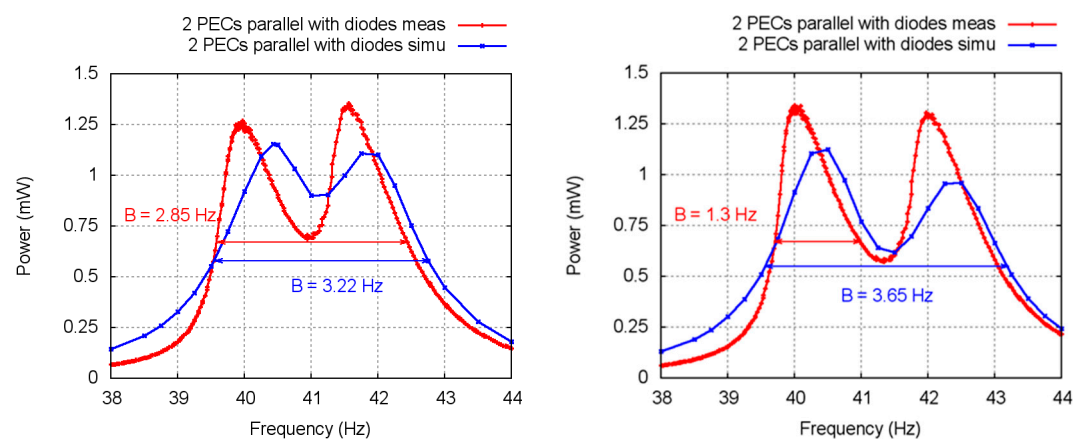 2 PECs parallel with diodes meas
2 PECs parallel with diodes simu
1.5
1.25
1
0.75
0.5
0.25
0
Power (mW)
B = 2.85 Hz
B = 3.22 Hz
38 39 40 41 42 43 44
Frequency (Hz)
2 PECs parallel with diodes meas
2 PECs parallel with diodes simu
1.5
1.25
1
0.75
0.5
0.25
0
Power (mW)
B = 1.3 Hz
B = 3.65 Hz
38 39 40 41 42 43 44
Frequency (Hz)